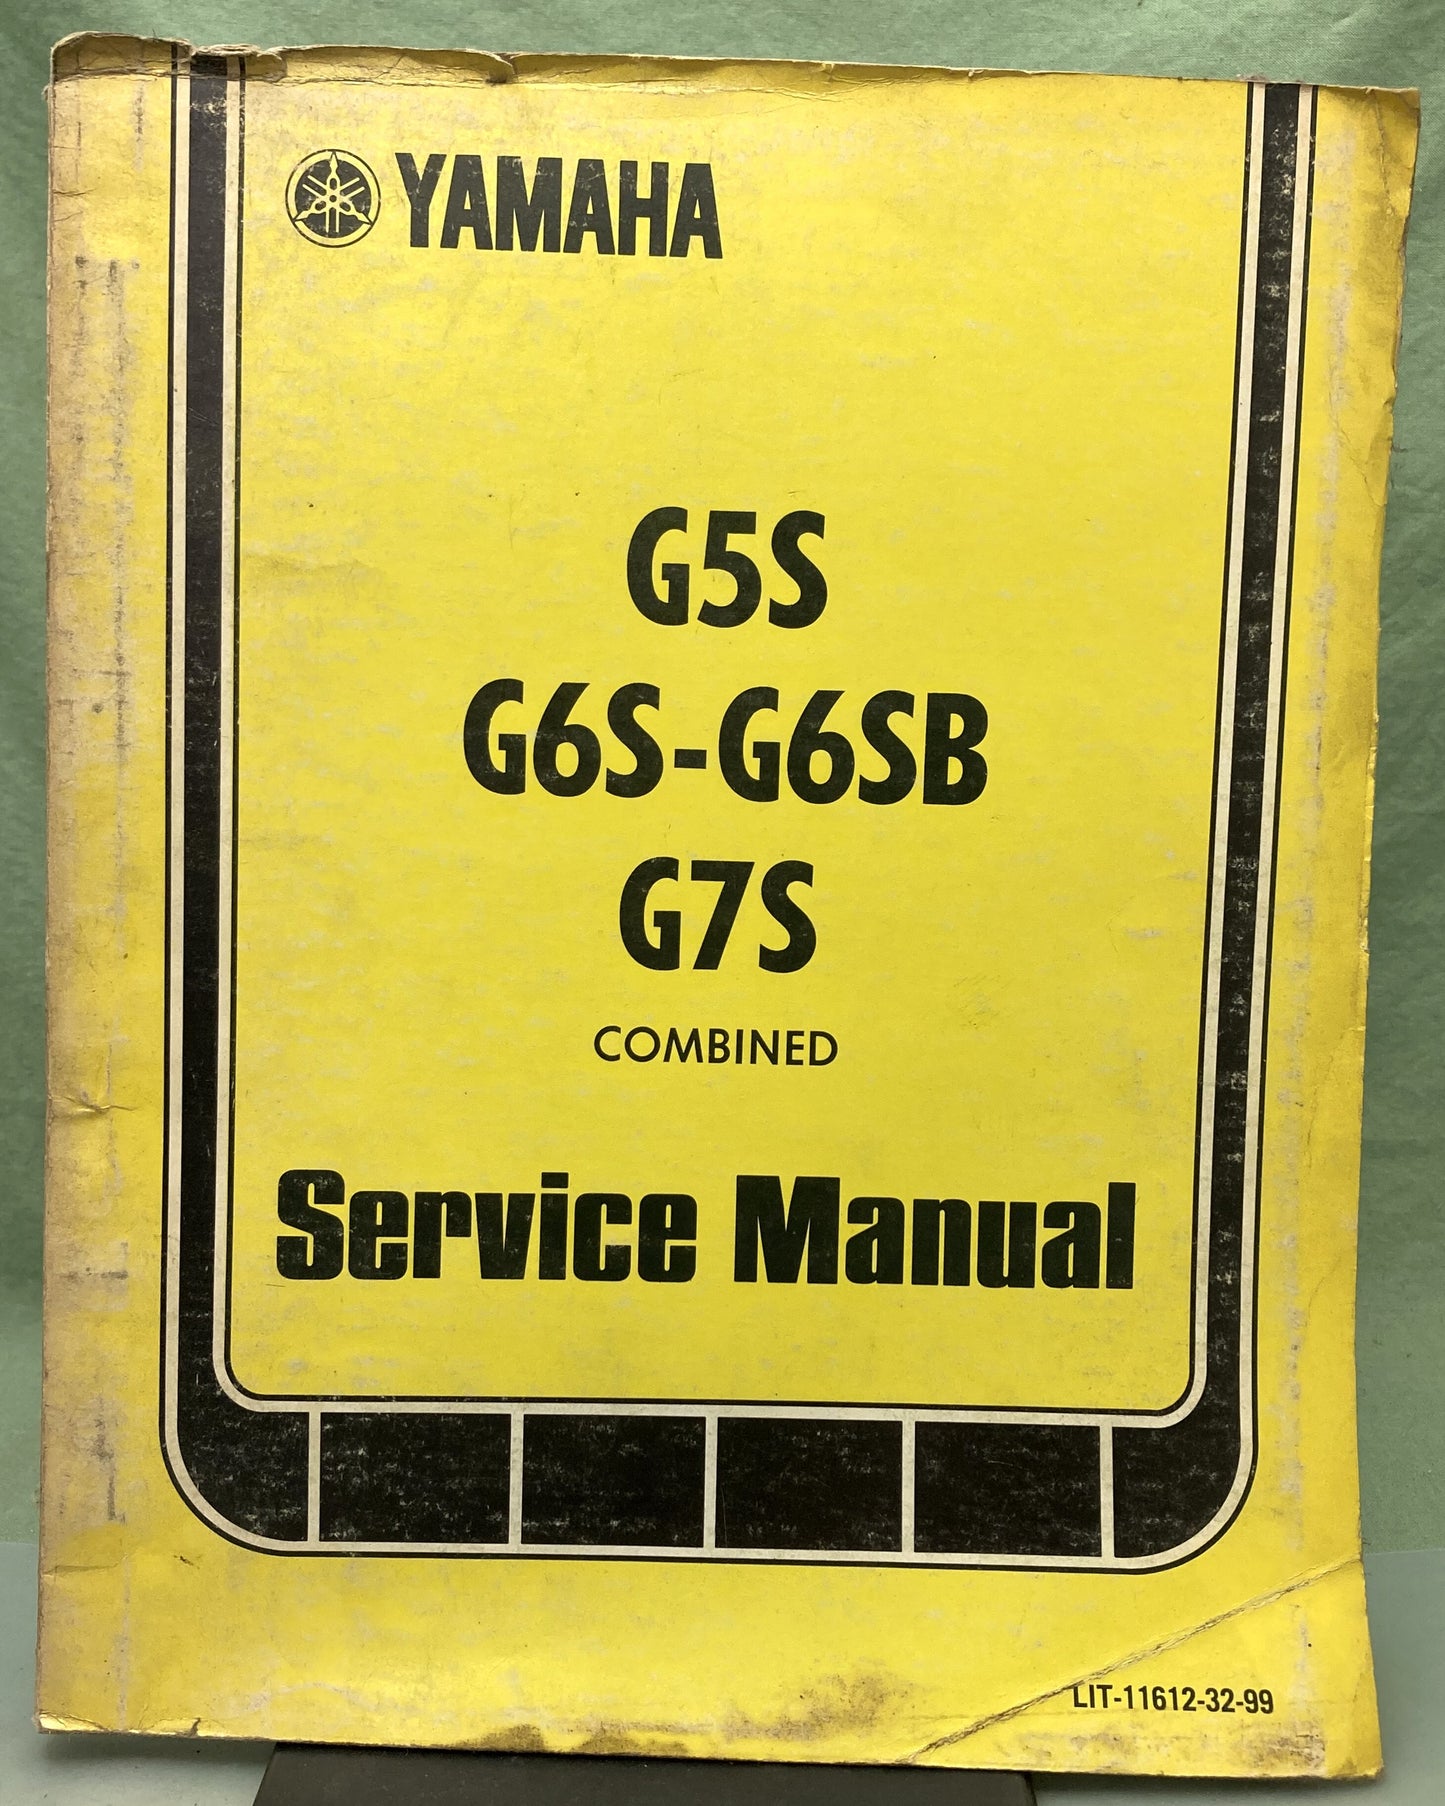 YAMAHA
G5S
G6S-G6SB
G7S
COMBINED
Service Manual
LIT-11612-32-99